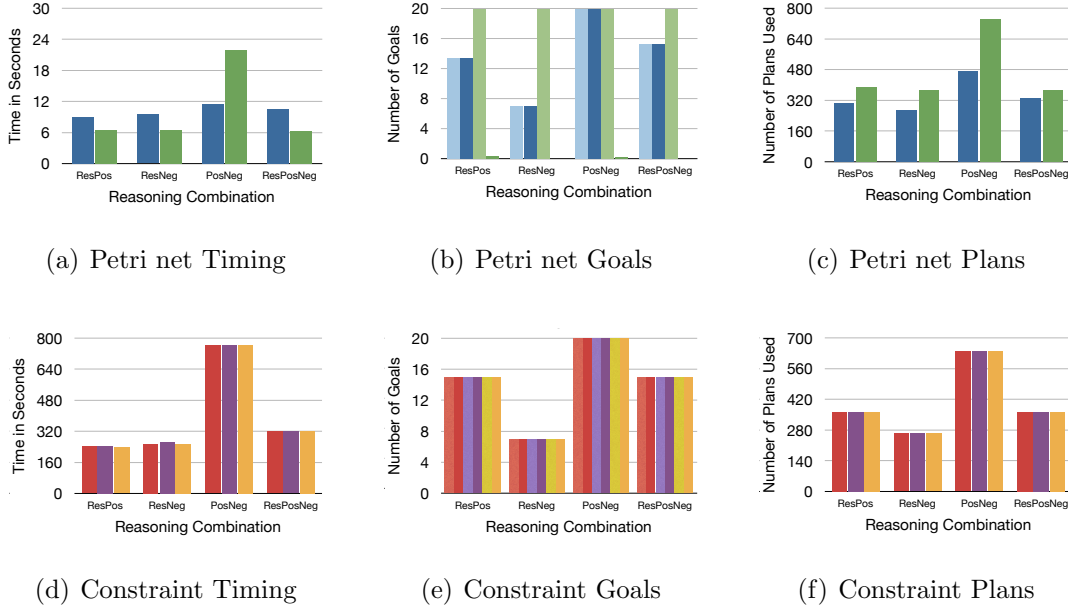 Time in Seconds
30
24
18
12
6
0
ResPos ResNeg PosNeg ResPosNeg
Reasoning Combination
(a) Petri net Timing
Number of Goals
20
16
12
8
4
0
ResPos ResNeg PosNeg ResPosNeg
Reasoning Combination
(b) Petri net Goals
Number of Plans Used
800
640
480
320
160
0
ResPos ResNeg PosNeg ResPosNeg
Reasoning Combination
(c) Petri net Plans
Time in Seconds
800
640
480
320
160
0
ResPos ResNeg PosNeg ResPosNeg
Reasoning Combination
(d) Constraint Timing
Number of Goals
20
16
12
8
4
0
ResPos ResNeg PosNeg ResPosNeg
Reasoning Combination
(e) Constraint Goals
Number of Plans Used
700
560
420
280
140
0
ResPos ResNeg PosNeg ResPosNeg
Reasoning Combination
(f) Constraint Plans